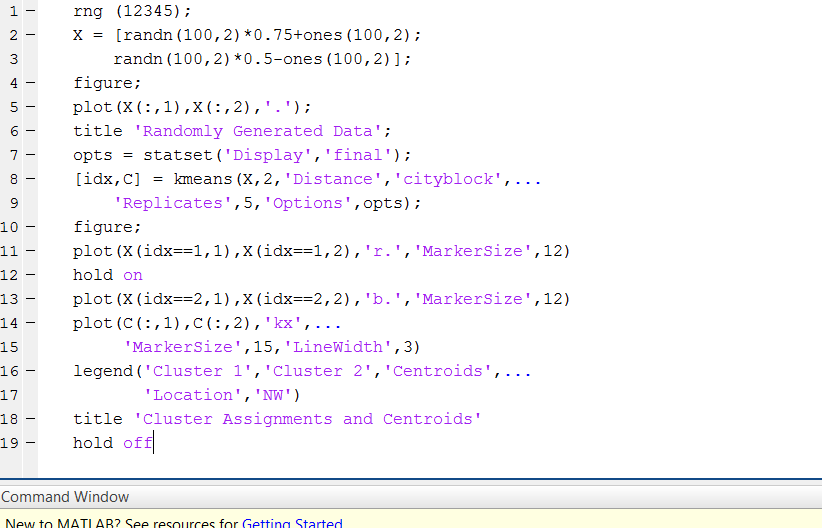 1 – rng (12345);
2 – X = [randn(100,2)*0.75+ones(100,2);
3 randn(100,2)*0.5-ones(100,2)];
4 – figure;
5 – plot(X(:,1),X(:,2),'.');
6 – title 'Randomly Generated Data';
7 – opts = statset('Display','final');
8 – [idx,C] = kmeans(X,2,'Distance','cityblock',...
9 'Replicates',5,'Options',opts);
10 – figure;
11 – plot(X(idx==1,1),X(idx==1,2),'r.','MarkerSize',12)
12 – hold on
13 – plot(X(idx==2,1),X(idx==2,2),'b.','MarkerSize',12)
14 – plot(C(:,1),C(:,2),'kx',...
15 'MarkerSize',15,'LineWidth',3)
16 – legend('Cluster 1','Cluster 2','Centroids',...
17 'Location','NW')
18 – title 'Cluster Assignments and Centroids'
19 – hold off
Command Window
New to MATLAB? See resources for Getting Started.